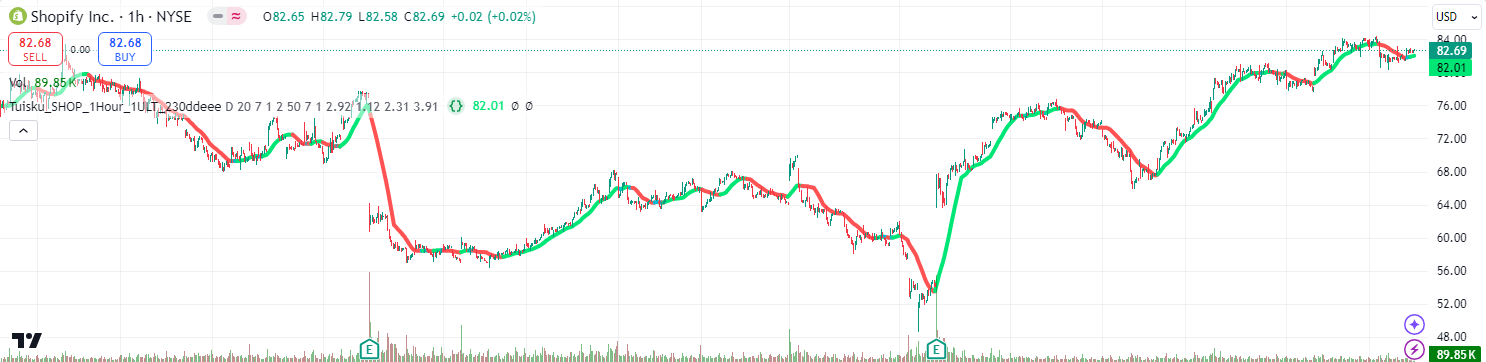 Shopify Inc. · 1h · NYSE O82.65 H82.79 L82.58 C82.69 +0.02 (+0.02%)
USD
82.68 SELL
0.00
82.68 BUY
Vol 89.85 K
Tuisku_SHOP_1Hour_1ULT_230ddeee D 20 7 1 2 50 7 1 2.92 1.12 2.31 3.91 82.01 Ø Ø
84.00
82.69
82.01
76.00
72.00
68.00
64.00
60.00
56.00
52.00
48.00
89.85 K
E
E